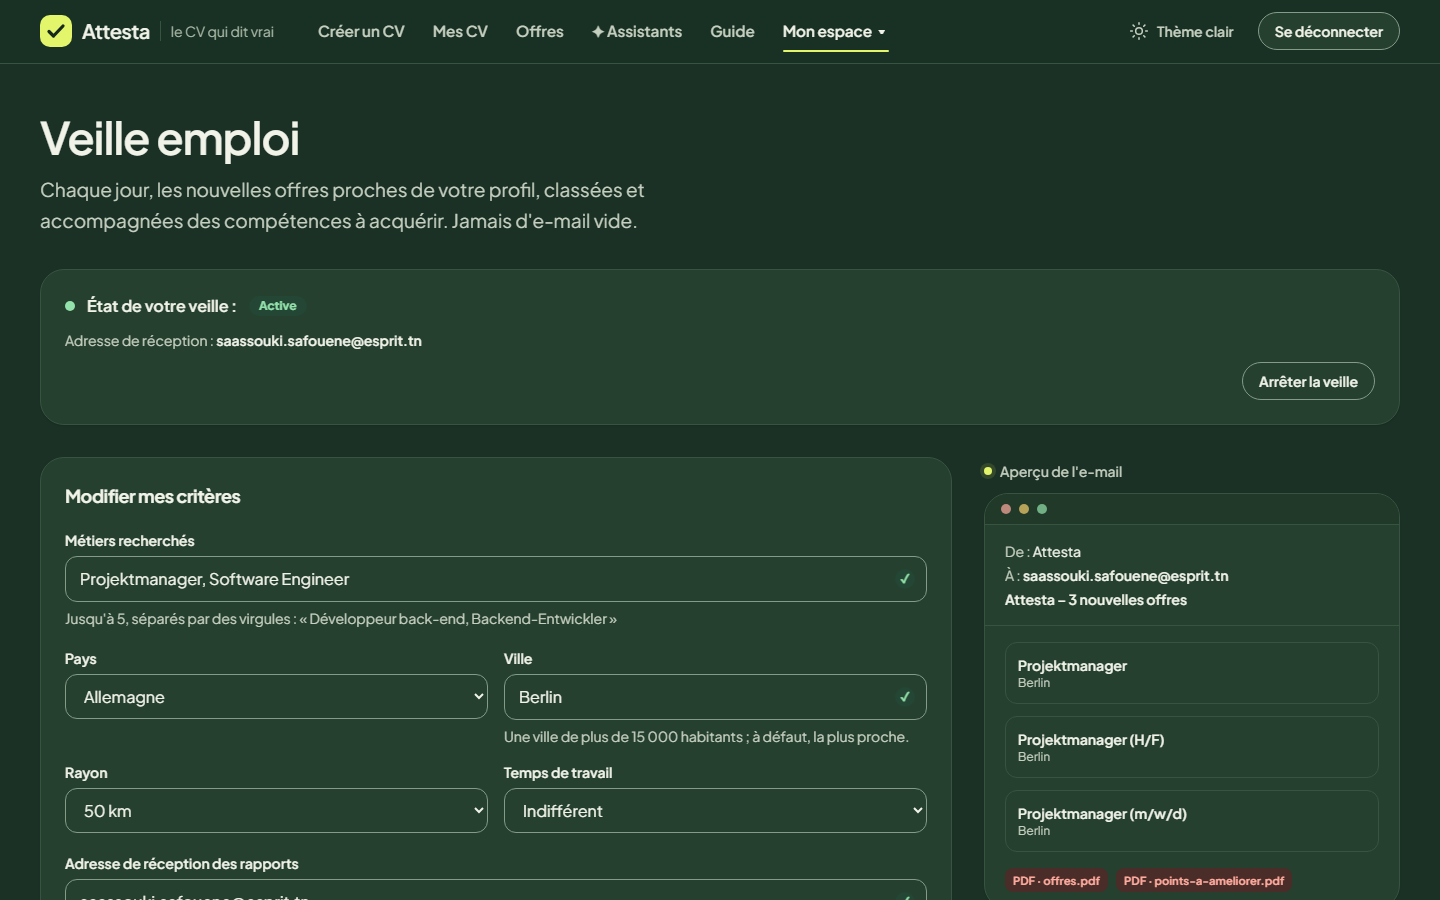 Attesta le CV qui dit vrai Créer un CV Mes CV Offres ✦ Assistants Guide Mon espace Thème clair Se déconnecter
Veille emploi
Chaque jour, les nouvelles offres proches de votre profil, classées et
accompagnées des compétences à acquérir. Jamais d'e-mail vide.
État de votre veille : Active
Adresse de réception : saassouki.safouene@esprit.tn
Arrêter la veille
Modifier mes critères
Métiers recherchés
Projektmanager, Software Engineer
Jusqu'à 5, séparés par des virgules : « Développeur back-end, Backend-Entwickler »
Pays
Allemagne
Ville
Berlin
Une ville de plus de 15 000 habitants ; à défaut, la plus proche.
Rayon
50 km
Temps de travail
Indifférent
Adresse de réception des rapports
saassouki.safouene@esprit.tn
Aperçu de l'e-mail
De : Attesta
À : saassouki.safouene@esprit.tn
Attesta – 3 nouvelles offres
Projektmanager
Berlin
Projektmanager (H/F)
Berlin
Projektmanager (m/w/d)
Berlin
PDF · offres.pdf PDF · points-a-ameliorer.pdf